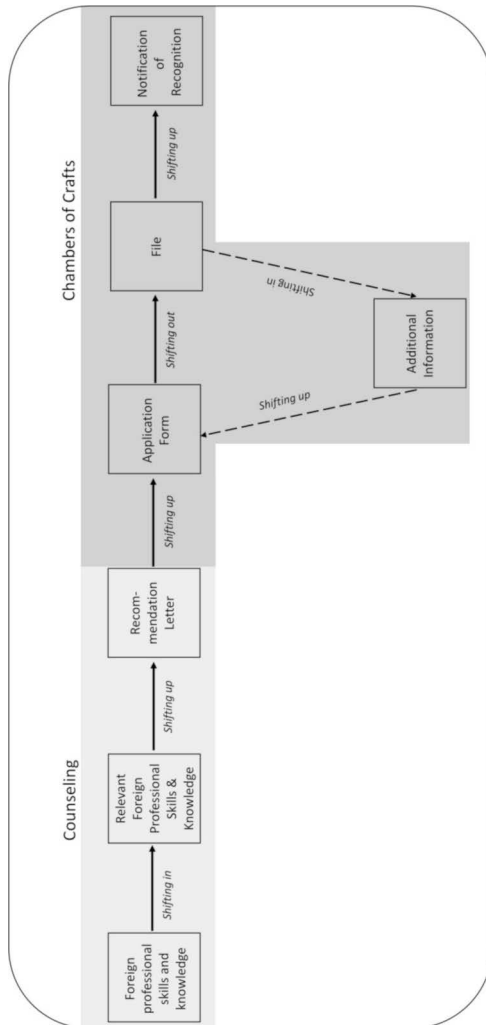 Counseling
Chambers of Crafts
Foreign
professional
skills and
knowledge
Shifting in
Relevant
Foreign
Professional
Skills &
Knowledge
Shifting up
Recom-
mendation
Letter
Shifting up
Application
Form
Shifting out
File
Shifting up
Notification
of
Recognition
Shifting in
Additional
Information
Shifting up